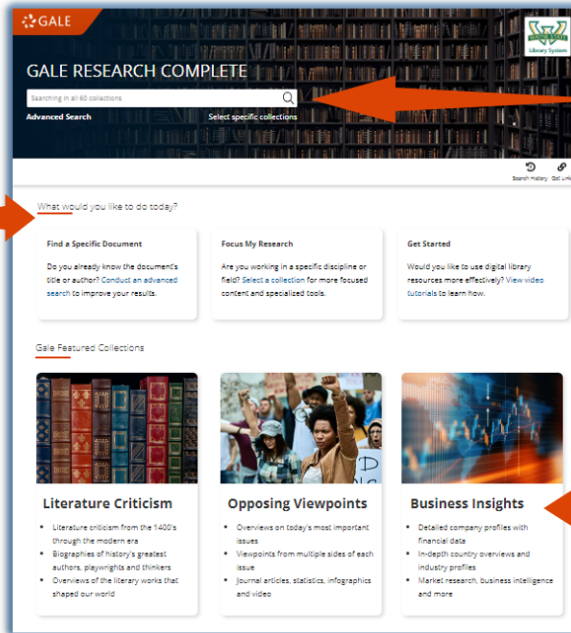 GALE
WAYNE STATE
Library System
GALE RESEARCH COMPLETE
Searching in all 60 collections
Advanced Search
Select specific collections
Search History
Get Link
What would you like to do today?
Find a Specific Document
Do you already know the document's
title or author? Conduct an advanced
search to improve your results.
Focus My Research
Are you working in a specific discipline or
field? Select a collection for more focused
content and specialized tools.
Get Started
Would you like to use digital library
resources more effectively? View video
tutorials to learn how.
Gale Featured Collections
Literature Criticism
Literature criticism from the 1400's
through the modern era
Biographies of history's greatest
authors, playwrights and thinkers
Overviews of the literary works that
shaped our world
Opposing Viewpoints
Overviews on today's most important
issues
Viewpoints from multiple sides of each
issue
Journal articles, statistics, infographics
and video
Business Insights
Detailed company profiles with
financial data
In-depth country overviews and
industry profiles
Market research, business intelligence
and more